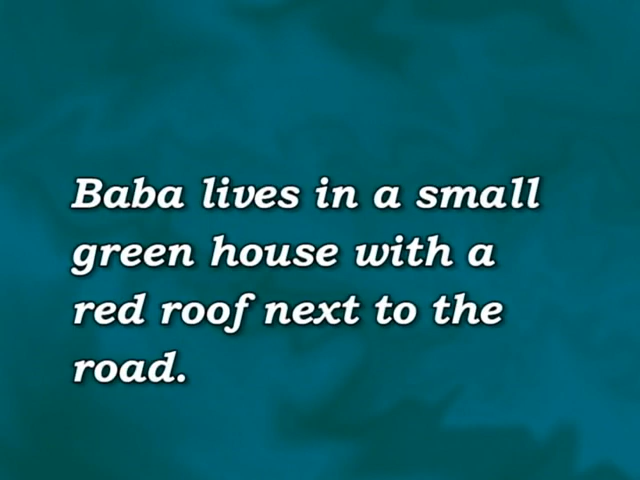 Baba lives in a small
green house with a
red roof next to the
road.